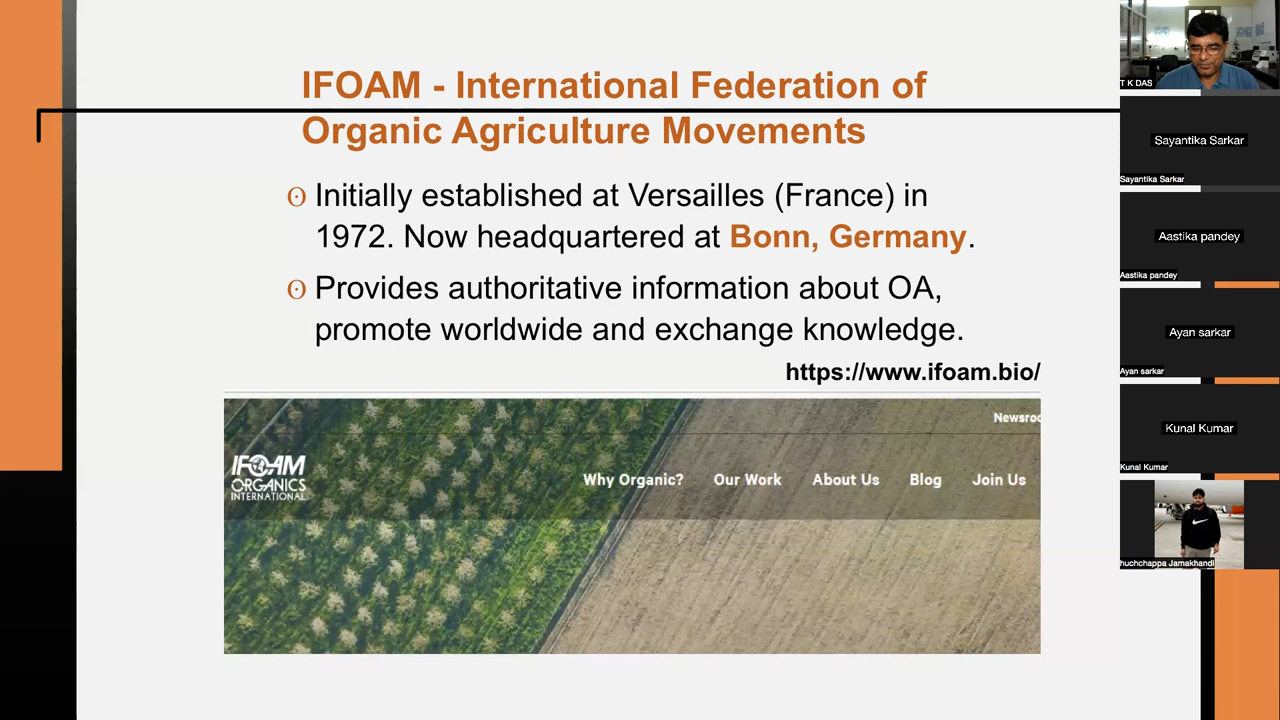 IFOAM - International Federation of
Organic Agriculture Movements
Initially established at Versailles (France) in
1972. Now headquartered at Bonn, Germany.
Provides authoritative information about OA,
promote worldwide and exchange knowledge.
https://www.ifoam.bio/
Newsroo
IFOAM
ORGANICS
INTERNATIONAL
Why Organic? Our Work About Us Blog Join Us
T K DAS
Sayantika Sarkar
Sayantika Sarkar
Aastika pandey
Aastika pandey
Ayan sarkar
Ayan sarkar
Kunal Kumar
Kunal Kumar
huchchappa Jamakhandi